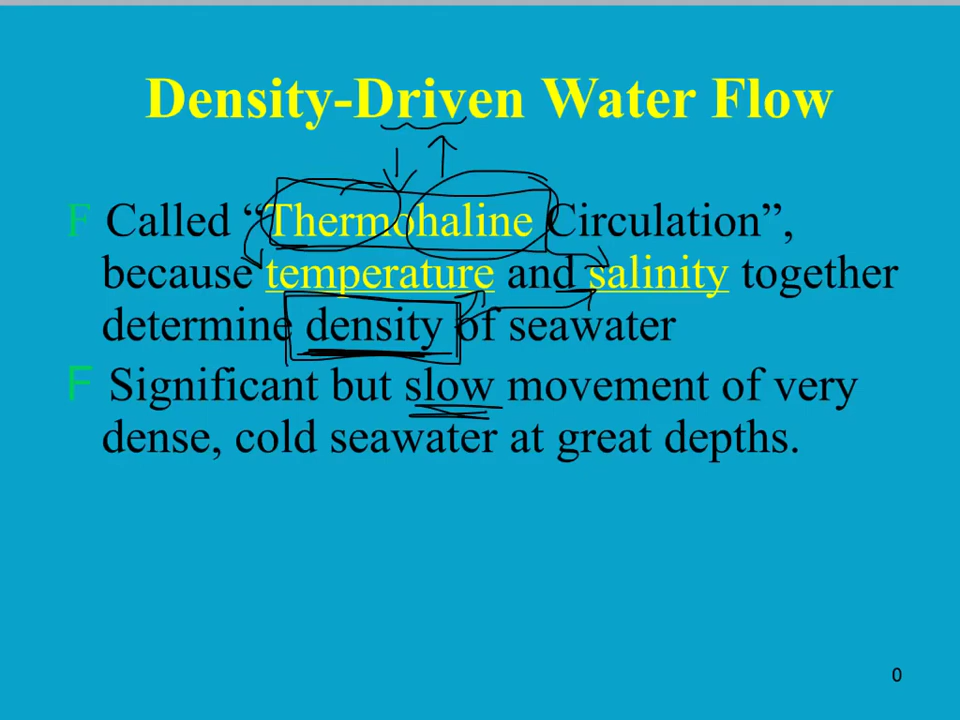 Density-Driven Water Flow
F Called “Thermohaline Circulation”,
because temperature and salinity together
determine density of seawater
F Significant but slow movement of very
dense, cold seawater at great depths.
0